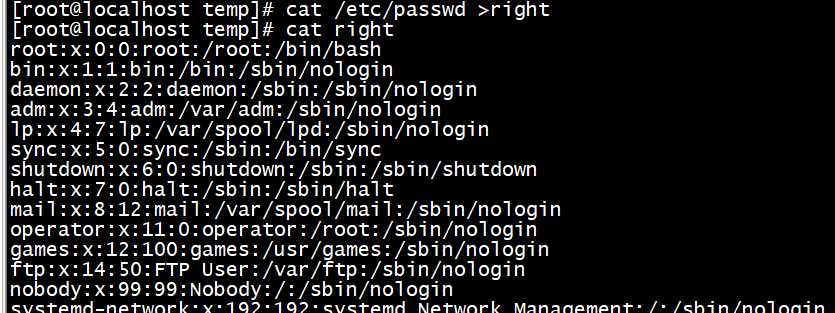 [root@localhost temp]# cat /etc/passwd >right
[root@localhost temp]# cat right
root:x:0:0:root:/root:/bin/bash
bin:x:1:1:bin:/bin:/sbin/nologin
daemon:x:2:2:daemon:/sbin:/sbin/nologin
adm:x:3:4:adm:/var/adm:/sbin/nologin
lp:x:4:7:lp:/var/spool/lpd:/sbin/nologin
sync:x:5:0:sync:/sbin:/bin/sync
shutdown:x:6:0:shutdown:/sbin:/sbin/shutdown
halt:x:7:0:halt:/sbin:/sbin/halt
mail:x:8:12:mail:/var/spool/mail:/sbin/nologin
operator:x:11:0:operator:/root:/sbin/nologin
games:x:12:100:games:/usr/games:/sbin/nologin
ftp:x:14:50:FTP User:/var/ftp:/sbin/nologin
nobody:x:99:99:Nobody:/:/sbin/nologin
systemd-network:x:192:192:systemd Network Management:/:/sbin/nologin